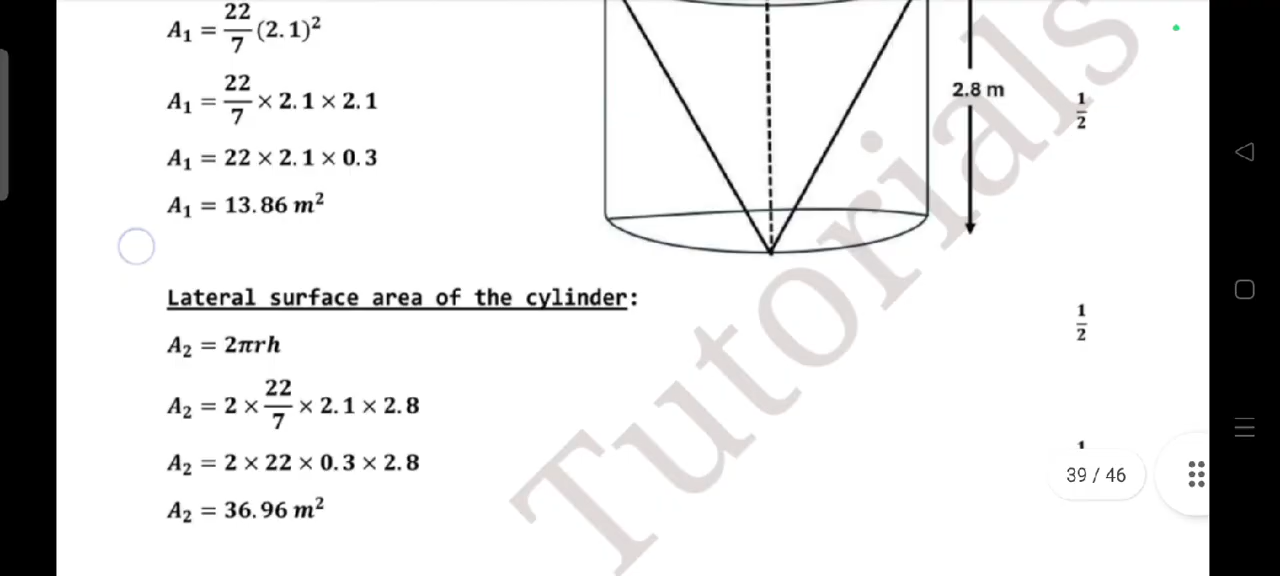 A₁ = 22/7 (2.1)²
A₁ = 22/7 × 2.1 × 2.1
2.8 m
1/2
A₁ = 22 × 2.1 × 0.3
A₁ = 13.86 m²
Lateral surface area of the cylinder:
1/2
A₂ = 2πrh
A₂ = 2 × 22/7 × 2.1 × 2.8
A₂ = 2 × 22 × 0.3 × 2.8
1
39 / 46
A₂ = 36.96 m²
Tutorials